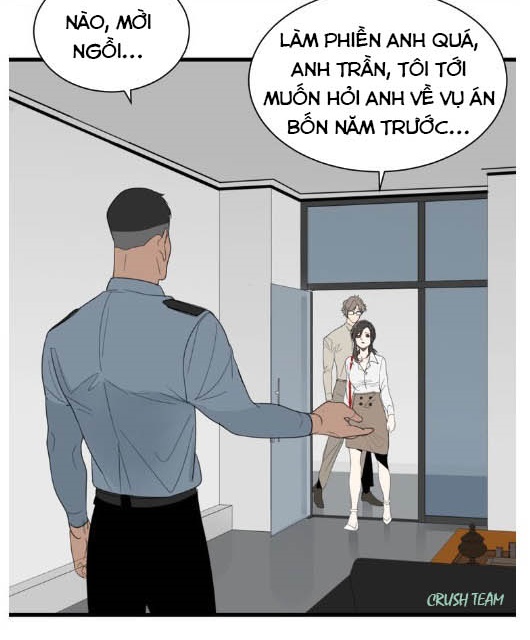 NÀO, MỜI
NGỒI...
LÀM PHIỀN ANH QUÁ,
ANH TRẦN, TÔI TỚI
MUỐN HỎI ANH VỀ VỤ ÁN
BỐN NĂM TRƯỚC...
CRUSH TEAM